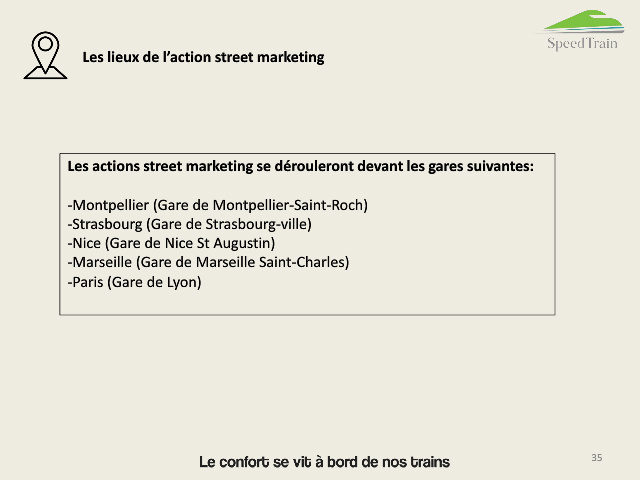 SpeedTrain
Les lieux de l’action street marketing
Les actions street marketing se dérouleront devant les gares suivantes:
-Montpellier (Gare de Montpellier-Saint-Roch)
-Strasbourg (Gare de Strasbourg-ville)
-Nice (Gare de Nice St Augustin)
-Marseille (Gare de Marseille Saint-Charles)
-Paris (Gare de Lyon)
Le confort se vit à bord de nos trains
35